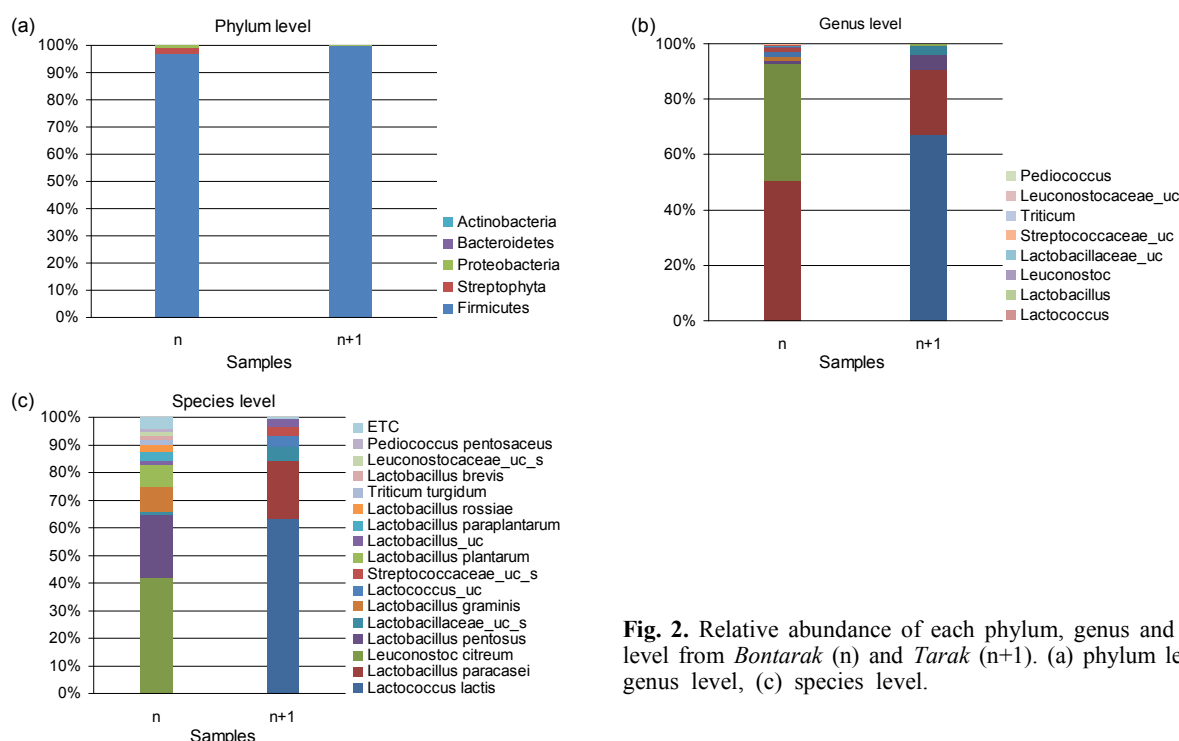 (a)
Phylum level
100%
90%
80%
70%
60%
50%
40%
30%
20%
10%
0%
n
n+1
Samples
Actinobacteria
Bacteroidetes
Proteobacteria
Streptophyta
Firmicutes
(b)
Genus level
100%
80%
60%
40%
20%
0%
n
n+1
Samples
Pediococcus
Leuconostocaceae_uc
Triticum
Streptococcaceae_uc
Lactobacillaceae_uc
Leuconostoc
Lactobacillus
Lactococcus
(c)
Species level
100%
90%
80%
70%
60%
50%
40%
30%
20%
10%
0%
n
n+1
Samples
ETC
Pediococcus pentosaceus
Leuconostocaceae_uc_s
Lactobacillus brevis
Triticum turgidum
Lactobacillus rossiae
Lactobacillus paraplantarum
Lactobacillus_uc
Lactobacillus plantarum
Streptococcaceae_uc_s
Lactococcus_uc
Lactobacillus graminis
Lactobacillaceae_uc_s
Lactobacillus pentosus
Leuconostoc citreum
Lactobacillus paracasei
Lactococcus lactis
Fig. 2. Relative abundance of each phylum, genus and
level from Bontarak (n) and Tarak (n+1). (a) phylum le
genus level, (c) species level.